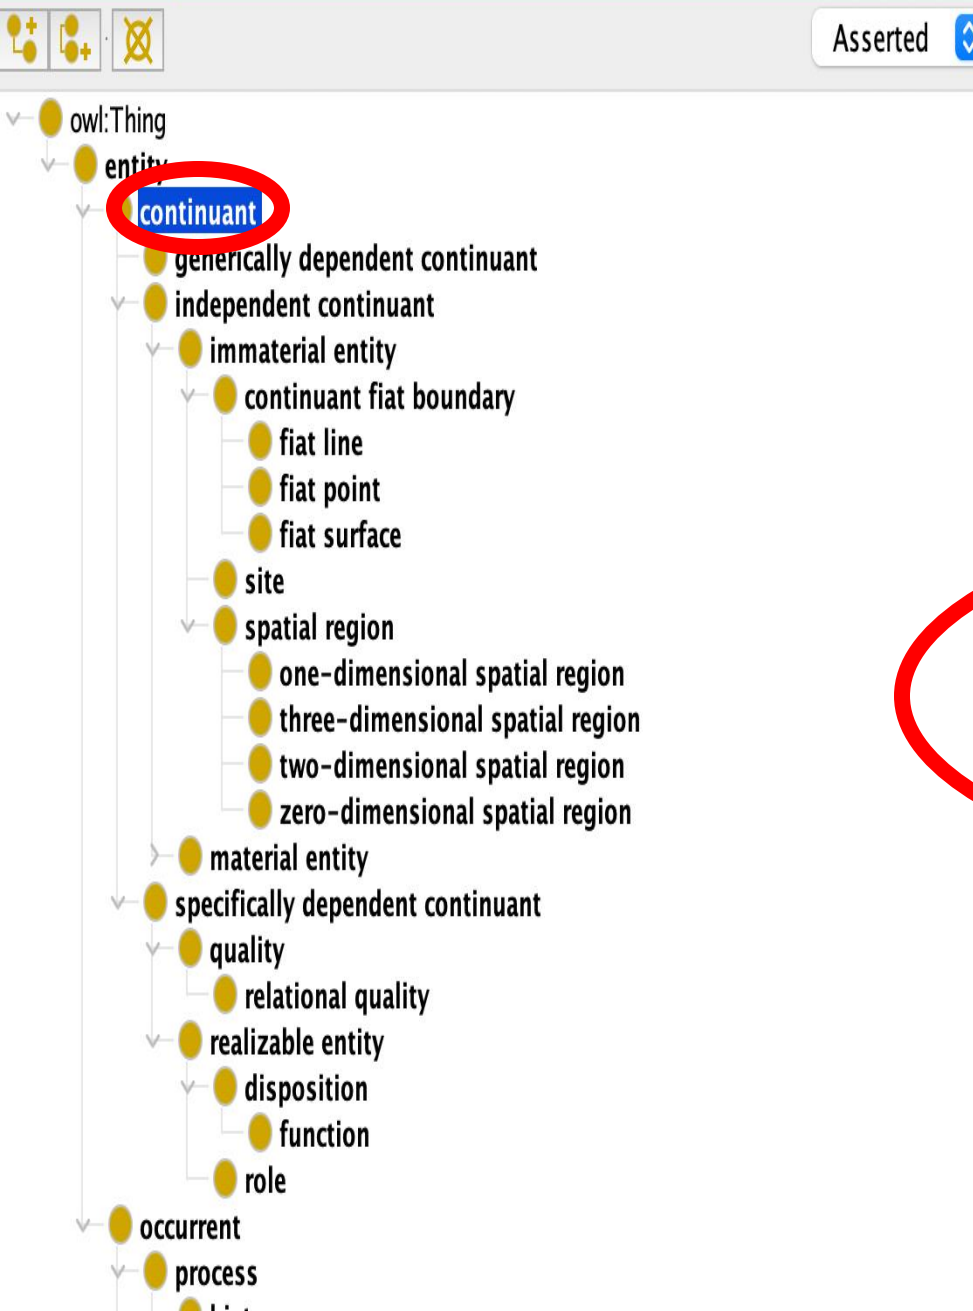 Asserted
owl:Thing
entity
continuant
generically dependent continuant
independent continuant
immaterial entity
continuant fiat boundary
fiat line
fiat point
fiat surface
site
spatial region
one-dimensional spatial region
three-dimensional spatial region
two-dimensional spatial region
zero-dimensional spatial region
material entity
specifically dependent continuant
quality
relational quality
realizable entity
disposition
function
role
occurrent
process